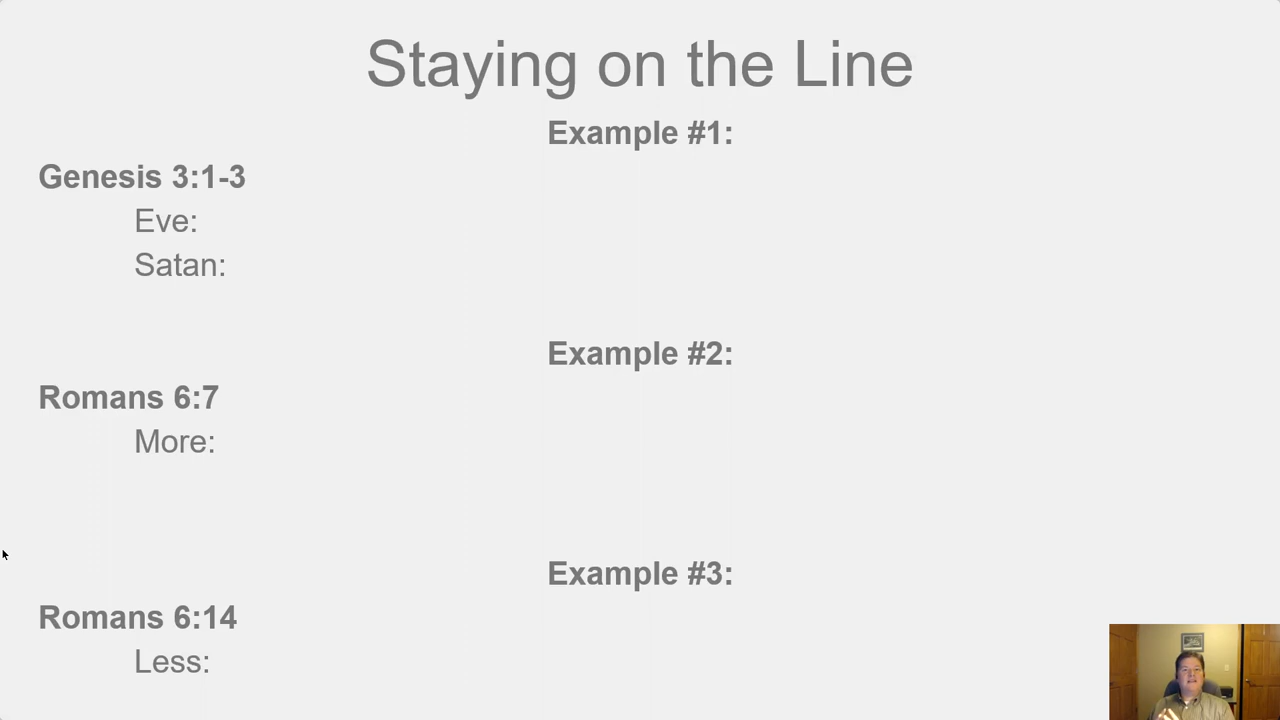 Staying on the Line
Example #1:
Genesis 3:1-3
Eve:
Satan:
Example #2:
Romans 6:7
More:
Example #3:
Romans 6:14
Less: